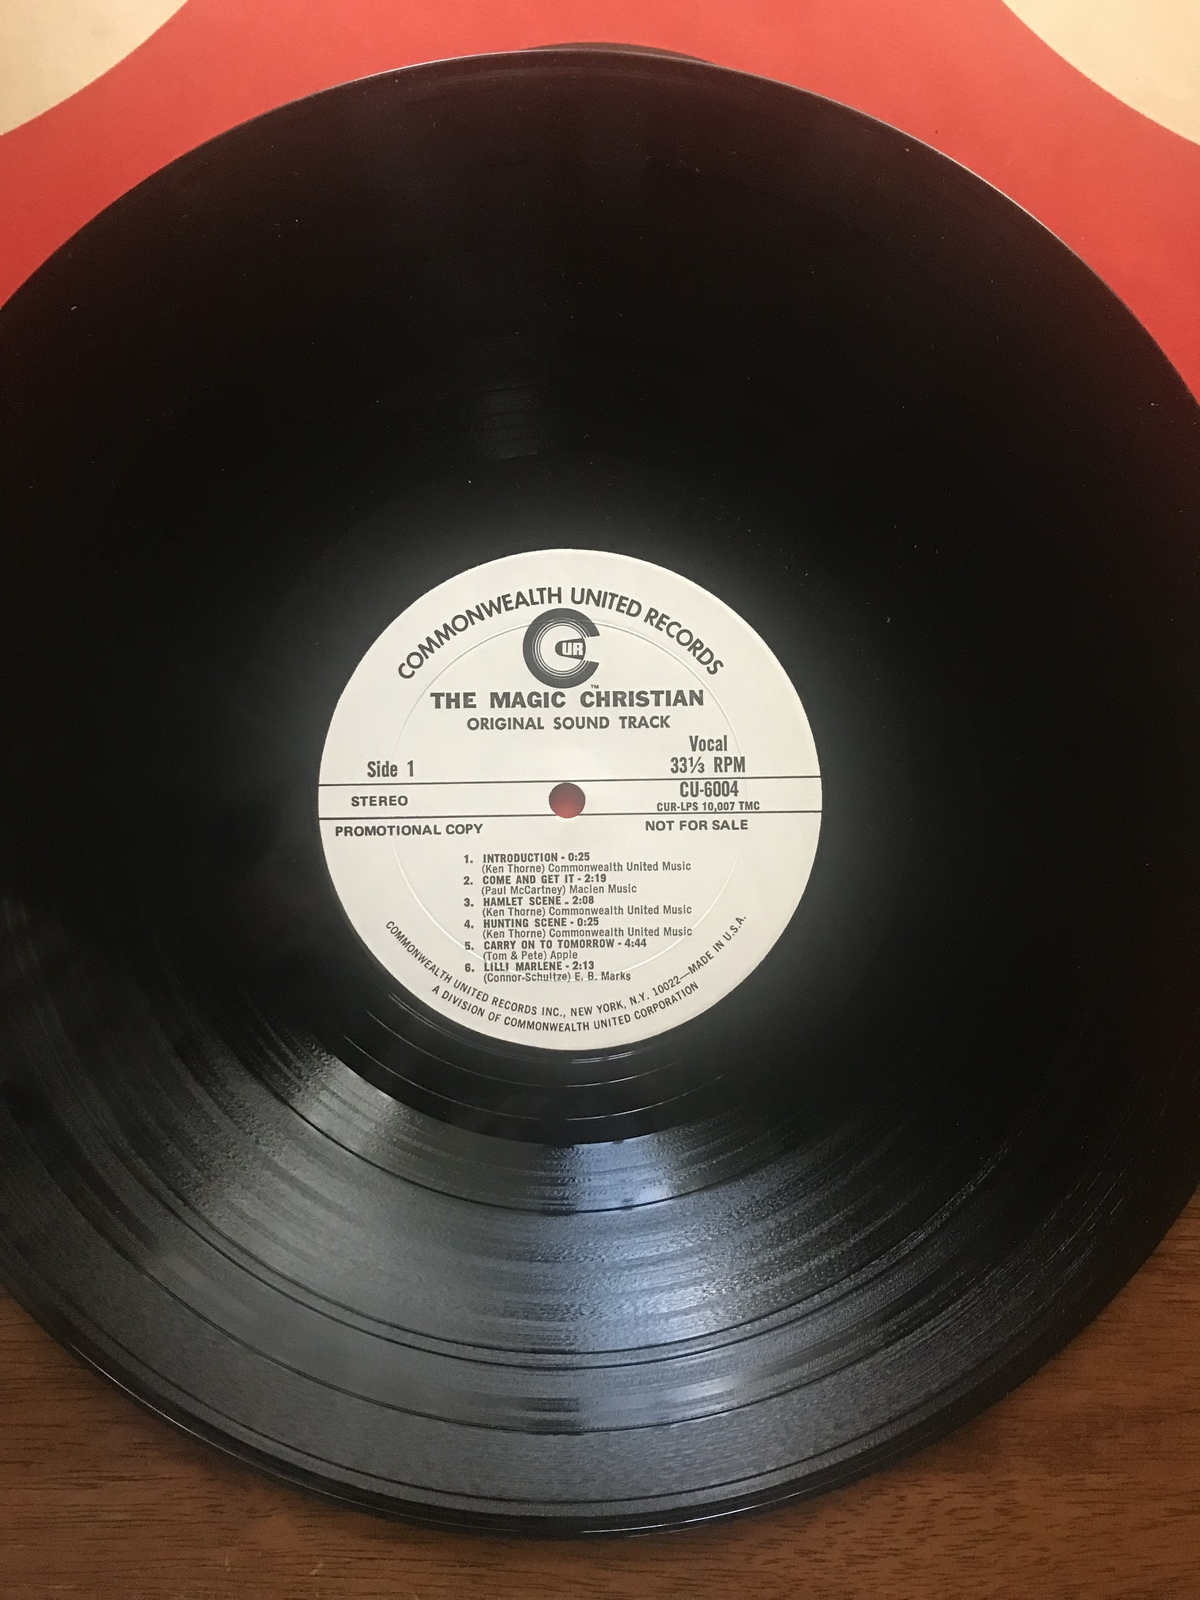 COMMONWEALTH UNITED RECORDS
CUR
™
THE MAGIC CHRISTIAN
ORIGINAL SOUND TRACK
Vocal
Side 1
33⅓ RPM
STEREO
CU-6004
CUR-LPS 10,007 TMC
PROMOTIONAL COPY
NOT FOR SALE
1. INTRODUCTION - 0:25
(Ken Thorne) Commonwealth United Music
2. COME AND GET IT - 2:19
(Paul McCartney) Maclen Music
3. HAMLET SCENE - 2:08
(Ken Thorne) Commonwealth United Music
4. HUNTING SCENE - 0:25
(Ken Thorne) Commonwealth United Music
5. CARRY ON TO TOMORROW - 4:44
(Tom & Pete) Apple
6. LILLI MARLENE - 2:13
(Connor-Schultze) E. B. Marks
COMMONWEALTH UNITED RECORDS INC., NEW YORK, N.Y. 10022—MADE IN U.S.A.
A DIVISION OF COMMONWEALTH UNITED CORPORATION